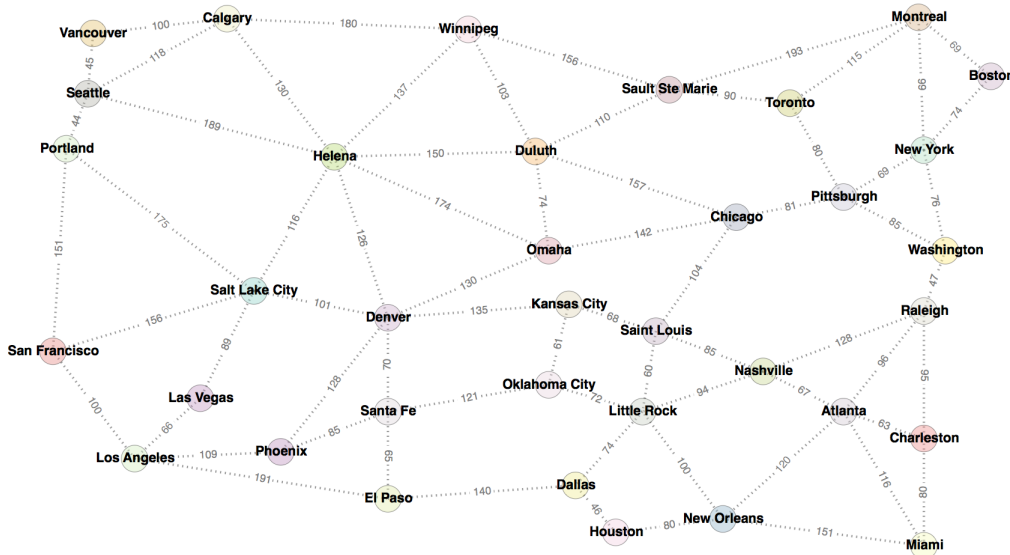 Montreal
Calgary
Vancouver
100
180
Winnipeg
193
69
118
45
156
115
Boston
Seattle
Sault Ste Marie
90
Toronto
137
130
103
99
74
44
110
189
Portland
Helena
150
Duluth
80
New York
69
157
Pittsburgh
174
74
81
76
Chicago
175
116
126
85
142
Omaha
Washington
151
104
47
130
Salt Lake City
101
Kansas City
Denver
135
Raleigh
156
68
Saint Louis
128
San Francisco
89
61
85
70
128
Nashville
96
95
Las Vegas
Oklahoma City
60
94
67
100
Santa Fe
121
72
Little Rock
Atlanta
66
85
63
Charleston
Los Angeles
109
Phoenix
65
74
100
120
191
116
80
Dallas
El Paso
140
46
New Orleans
Houston
80
151
Miami